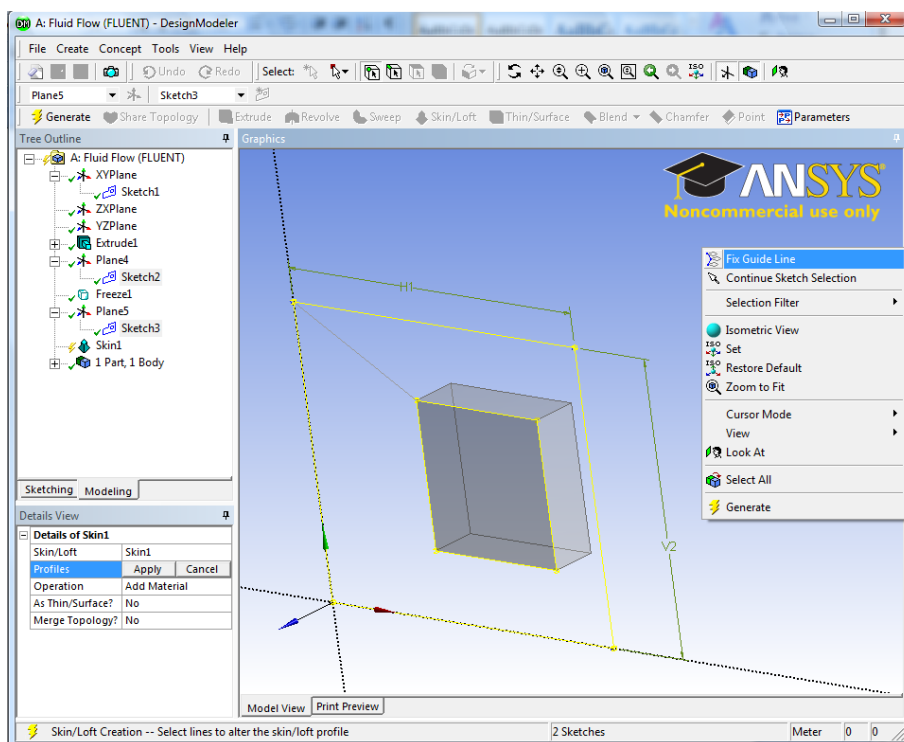 A: Fluid Flow (FLUENT) - DesignModeler
File Create Concept Tools View Help
Undo Redo Select: ISO
Plane5 Sketch3
Generate Share Topology Extrude Revolve Sweep Skin/Loft Thin/Surface Blend Chamfer Point Parameters
Tree Outline
A: Fluid Flow (FLUENT)
XYPlane
Sketch1
ZXPlane
YZPlane
Extrude1
Plane4
Sketch2
Freeze1
Plane5
Sketch3
Skin1
1 Part, 1 Body
Sketching Modeling
Details View
Details of Skin1
Skin/Loft Skin1
Profiles Apply Cancel
Operation Add Material
As Thin/Surface? No
Merge Topology? No
Graphics
ANSYS
Noncommercial use only
H1
V2
Fix Guide Line
Continue Sketch Selection
Selection Filter
Isometric View
ISO Set
ISO Restore Default
Zoom to Fit
Cursor Mode
View
Look At
Select All
Generate
Model View Print Preview
Skin/Loft Creation -- Select lines to alter the skin/loft profile 2 Sketches Meter 0 0